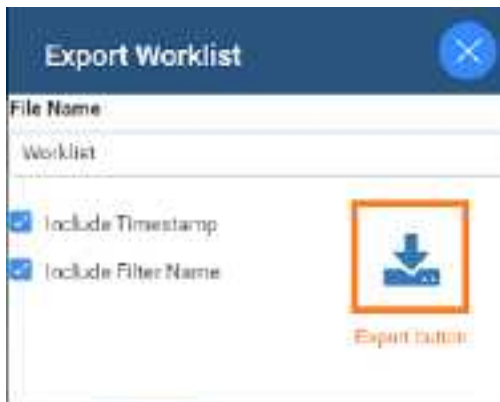 Export Worklist
File Name
Worklist
Include Timestamp
Include Filter Name
Export button